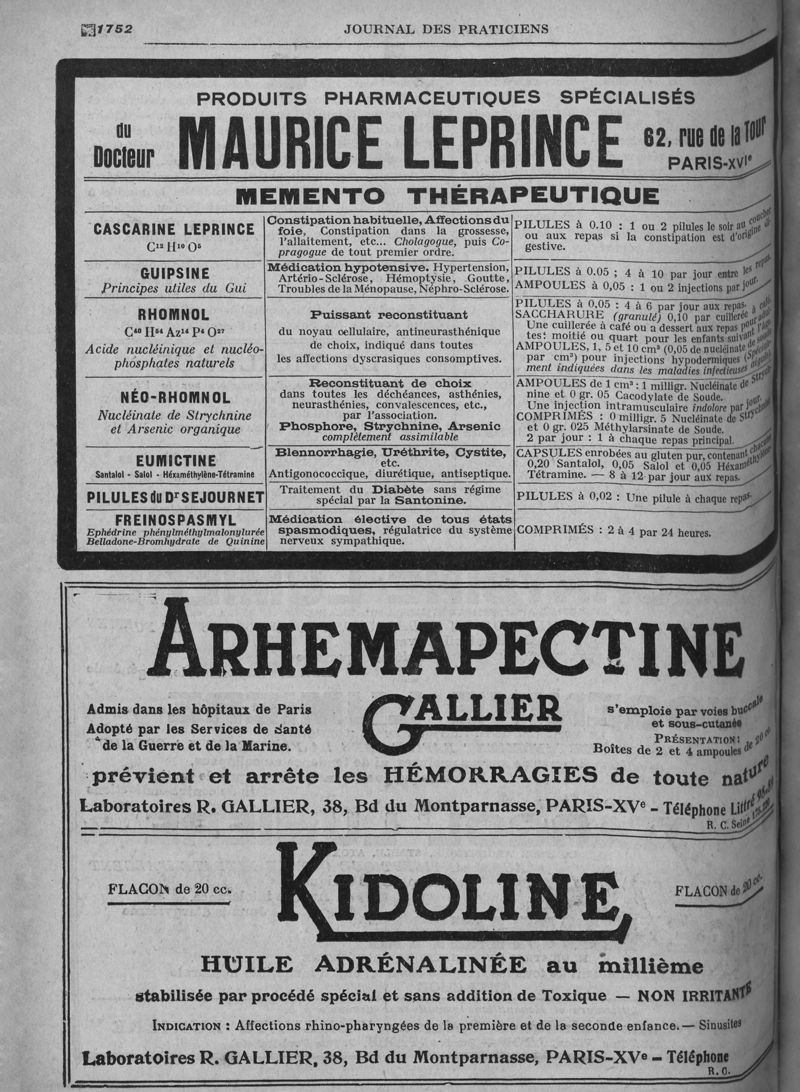 1752
JOURNAL DES PRATICIENS
PRODUITS PHARMACEUTIQUES SPÉCIALISÉS
du
Docteur
MAURICE LEPRINCE
62, rue de la Tour
PARIS-XVIe
MEMENTO THÉRAPEUTIQUE
CASCARINE LEPRINCE
C12 H10 O5
Constipation habituelle, Affections du
foie, Constipation dans la grossesse,
l'allaitement, etc... Cholagogue, puis Co-
pragogue de tout premier ordre.
PILULES à 0.10 : 1 ou 2 pilules le soir au coucher
ou aux repas si la constipation est d'origine
gestive.
GUIPSINE
Principes utiles du Gui
Médication hypotensive. Hypertension,
Artério-Sclérose, Hémoptysie, Goutte,
Troubles de la Ménopause, Néphro-Sclérose.
PILULES à 0.05 ; 4 à 10 par jour entre les repas.
AMPOULES à 0,05 : 1 ou 2 injections par jour.
RHOMNOL
C40 H54 Az14 P4 O27
Acide nucléinique et nucléo-
phosphates naturels
Puissant reconstituant
du noyau cellulaire, antineurasthénique
de choix, indiqué dans toutes
les affections dyscrasiques consomptives.
PILULES à 0,05 : 4 à 6 par jour aux repas.
SACCHARURE (granulé) 0,10 par cuillerée à café
Une cuillerée à café ou a dessert aux repas pour adul
tes: moitié ou quart pour les enfants suivant l'âge
AMPOULES, 1, 5 et 10 cm3 (0,05 de nucléinate de
par cm3) pour injections hypodermiques
ment indiquées dans les maladies infectieuses
NÉO-RHOMNOL
Nucléinate de Strychnine
et Arsenic organique
Reconstituant de choix
dans toutes les déchéances, asthénies,
neurasthénies, convalescences, etc.,
par l'association.
Phosphore, Strychnine, Arsenic
complètement assimilable
AMPOULES de 1 cm3 : 1 milligr. Nucléinate de Strych
nine et 0 gr. 05 Cacodylate de Soude.
Une injection intramusculaire indolore par jour.
COMPRIMÉS : 0 milligr. 5 Nucléinate de Strychnine
et 0 gr. 025 Méthylarsinate de Soude.
2 par jour : 1 à chaque repas principal.
EUMICTINE
Santalol - Salol - Héxaméthylène-Tétramine
Blennorrhagie, Uréthrite, Cystite,
etc.
Antigonococcique, diurétique, antiseptique.
CAPSULES enrobées au gluten pur, contenant chacune
0,20 Santalol, 0,05 Salol et 0,05 Héxaméthylène
Tétramine. — 8 à 12 par jour aux repas.
PILULES du Dr SEJOURNET
Traitement du Diabète sans régime
spécial par la Santonine.
PILULES à 0,02 : Une pilule à chaque repas.
FREINOSPASMYL
Ephédrine phénylméthylmalonylurée
Belladone-Bromhydrate de Quinine
Médication élective de tous états
spasmodiques, régulatrice du système
nerveux sympathique.
COMPRIMÉS : 2 à 4 par 24 heures.
ARHEMAPECTINE
GALLIER
Admis dans les hôpitaux de Paris
Adopté par les Services de Santé
de la Guerre et de la Marine.
s'emploie par voies buccale
et sous-cutanée
PRÉSENTATION :
Boîtes de 2 et 4 ampoules de 20 cc
prévient et arrête les HÉMORRAGIES de toute nature
Laboratoires R. GALLIER, 38, Bd du Montparnasse, PARIS-XVe - Téléphone Littré
R. C. Seine
KIDOLINE
FLACON de 20 cc.
FLACON de 20 cc.
HUILE ADRÉNALINÉE au millième
stabilisée par procédé spécial et sans addition de Toxique — NON IRRITANTE
INDICATION : Affections rhino-pharyngées de la première et de la seconde enfance. — Sinusites
Laboratoires R. GALLIER, 38, Bd du Montparnasse, PARIS-XVe - Téléphone
R. C.